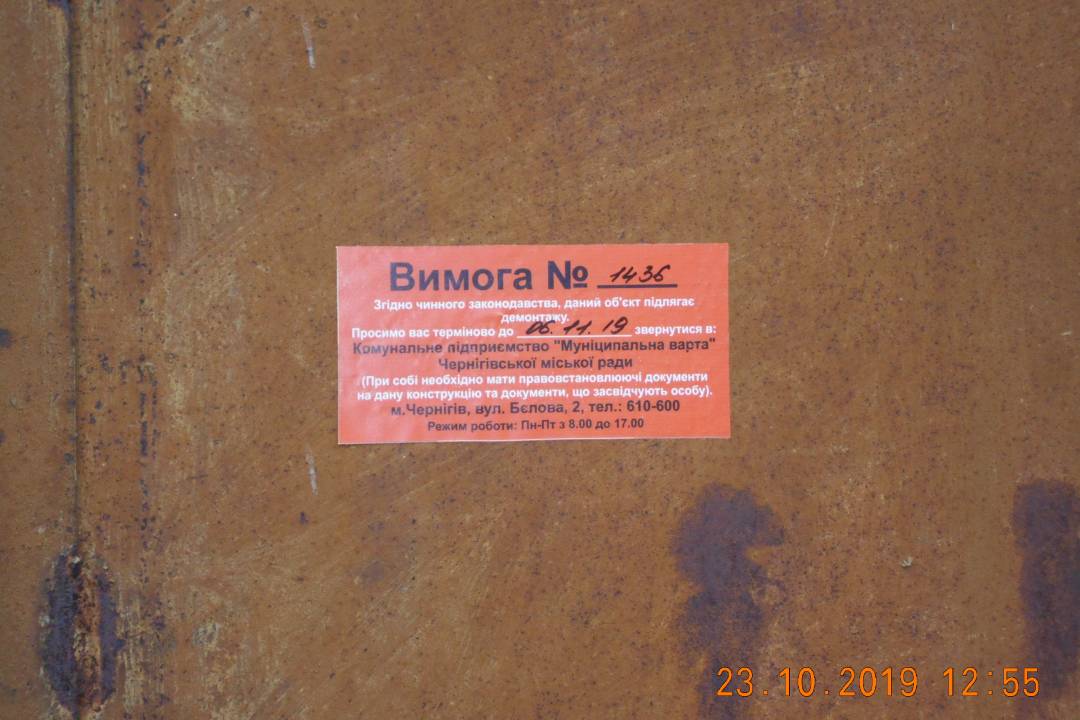 Вимога № 1436
Згідно чинного законодавства, даний об'єкт підлягає
демонтажу.
Просимо вас терміново до 06.11.19 звернутися в:
Комунальне підприємство "Муніципальна варта"
Чернігівської міської ради
(При собі необхідно мати правовстановлюючі документи
на дану конструкцію та документи, що засвідчують особу).
м.Чернігів, вул. Бєлова, 2, тел.: 610-600
Режим роботи: Пн-Пт з 8.00 до 17.00
23.10.2019 12:55